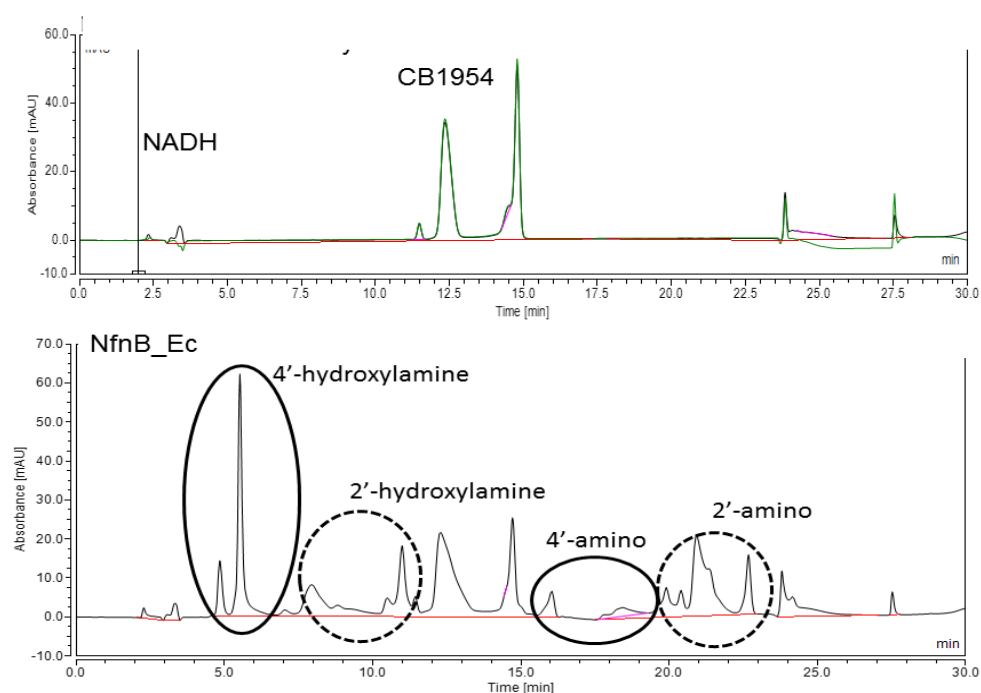 60.0
CB1954
40.0
NADH
20.0
0.0
-10.0
Absorbance [mAU]
min
0.0 2.5 5.0 7.5 10.0 12.5 15.0 17.5 20.0 22.5 25.0 27.5 30.0
Time [min]
70.0 NfnB_Ec
4’-hydroxylamine
60.0
50.0
40.0
2’-hydroxylamine
30.0
4’-amino
2’-amino
20.0
10.0
0.0
-10.0
Absorbance [mAU]
min
0.0 5.0 10.0 15.0 20.0 25.0 30.0
Time [min]